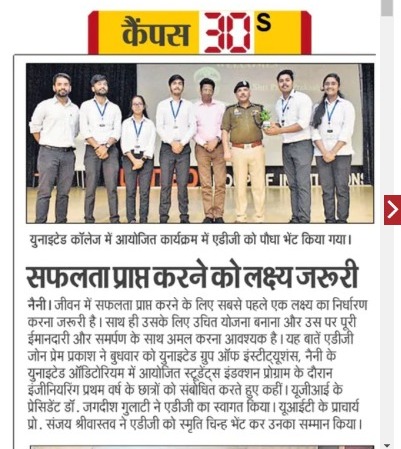 कैंपस 30s
युनाइटेड कॉलेज में आयोजित कार्यक्रम में एडीजी को पौधा भेंट किया गया।
सफलता प्राप्त करने को लक्ष्य जरूरी
नैनी। जीवन में सफलता प्राप्त करने के लिए सबसे पहले एक लक्ष्य का निर्धारण
करना जरूरी है। साथ ही उसके लिए उचित योजना बनाना और उस पर पूरी
ईमानदारी और समर्पण के साथ अमल करना आवश्यक है। यह बातें एडीजी
जोन प्रेम प्रकाश ने बुधवार को युनाइटेड ग्रुप ऑफ इंस्टीट्यूशंस, नैनी के
युनाइटेड ऑडिटोरियम में आयोजित स्टूडेंट्स इंडक्शन प्रोग्राम के दौरान
इंजीनियरिंग प्रथम वर्ष के छात्रों को संबोधित करते हुए कहीं। यूजीआई के
प्रेसिडेंट डॉ. जगदीश गुलाटी ने एडीजी का स्वागत किया। यूआईटी के प्राचार्य
प्रो. संजय श्रीवास्तव ने एडीजी को स्मृति चिन्ह भेंट कर उनका सम्मान किया।